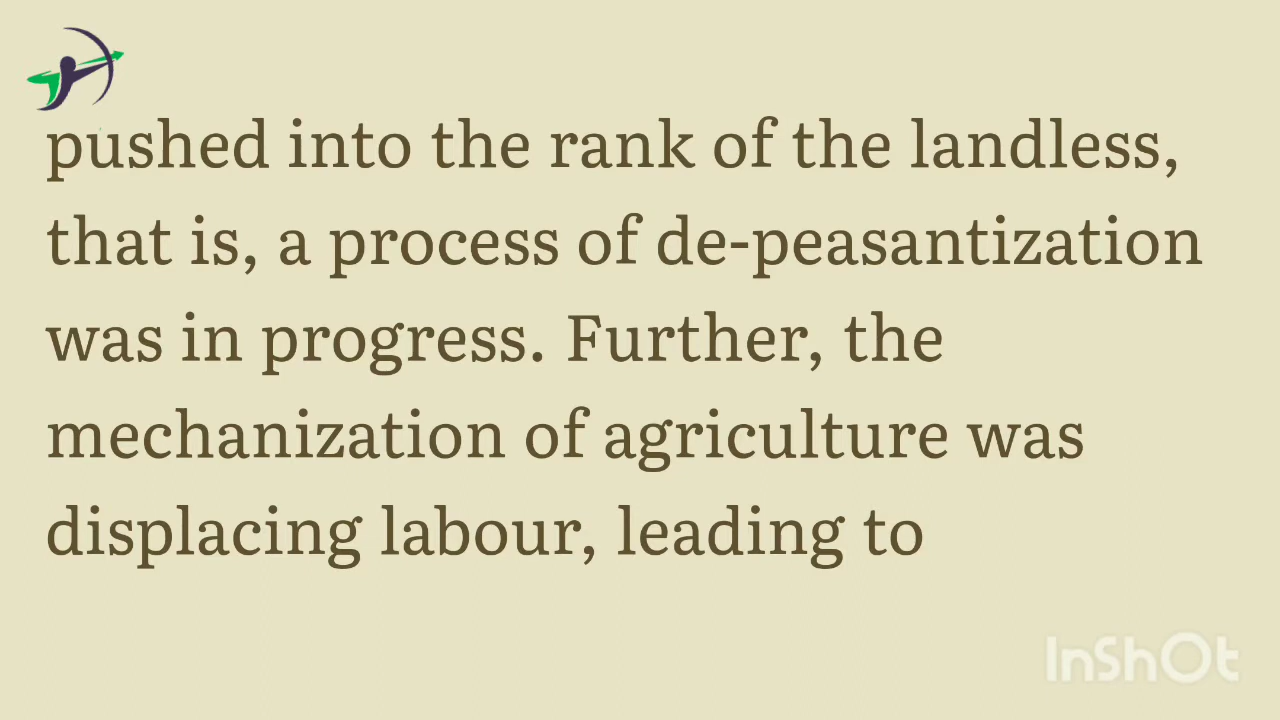 pushed into the rank of the landless,
that is, a process of de-peasantization
was in progress. Further, the
mechanization of agriculture was
displacing labour, leading to
InShOt